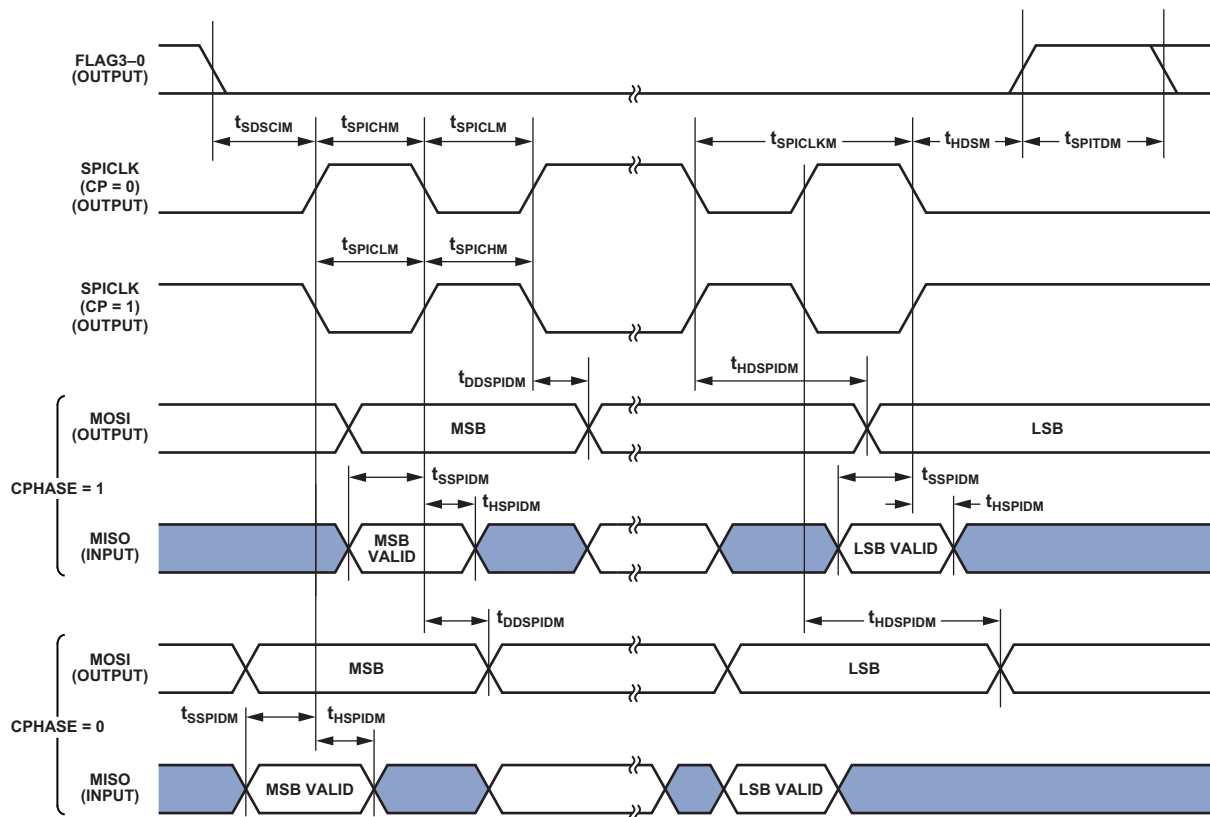 FLAG3–0
(OUTPUT)
tSDSCIM
tSPICHM
tSPICLM
tSPICLKM
tHDSM
tSPITDM
SPICLK
(CP = 0)
(OUTPUT)
tSPICLM
tSPICHM
SPICLK
(CP = 1)
(OUTPUT)
tDDSPIDM
tHDSPIDM
CPHASE = 1
MOSI
(OUTPUT)
MSB
LSB
tSSPIDM
tHSPIDM
tSSPIDM
tHSPIDM
MISO
(INPUT)
MSB
VALID
LSB VALID
tDDSPIDM
tHDSPIDM
CPHASE = 0
MOSI
(OUTPUT)
MSB
LSB
tSSPIDM
tHSPIDM
MISO
(INPUT)
MSB VALID
LSB VALID